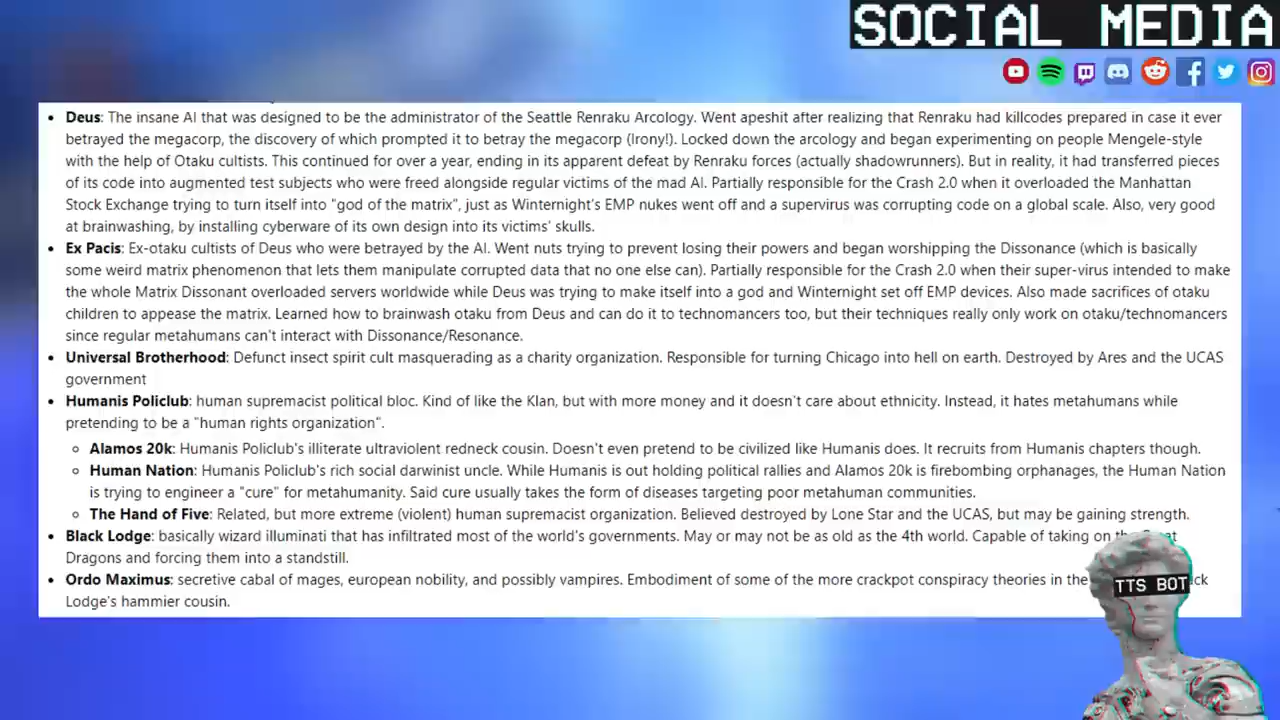 SOCIAL MEDIA
Deus: The insane AI that was designed to be the administrator of the Seattle Renraku Arcology. Went apeshit after realizing that Renraku had killcodes prepared in case it ever
betrayed the megacorp, the discovery of which prompted it to betray the megacorp (Irony!). Locked down the arcology and began experimenting on people Mengele-style
with the help of Otaku cultists. This continued for over a year, ending in its apparent defeat by Renraku forces (actually shadowrunners). But in reality, it had transferred pieces
of its code into augmented test subjects who were freed alongside regular victims of the mad AI. Partially responsible for the Crash 2.0 when it overloaded the Manhattan
Stock Exchange trying to turn itself into "god of the matrix", just as Winternight's EMP nukes went off and a supervirus was corrupting code on a global scale. Also, very good
at brainwashing, by installing cyberware of its own design into its victims' skulls.
Ex Pacis: Ex-otaku cultists of Deus who were betrayed by the AI. Went nuts trying to prevent losing their powers and began worshipping the Dissonance (which is basically
some weird matrix phenomenon that lets them manipulate corrupted data that no one else can). Partially responsible for the Crash 2.0 when their super-virus intended to make
the whole Matrix Dissonant overloaded servers worldwide while Deus was trying to make itself into a god and Winternight set off EMP devices. Also made sacrifices of otaku
children to appease the matrix. Learned how to brainwash otaku from Deus and can do it to technomancers too, but their techniques really only work on otaku/technomancers
since regular metahumans can't interact with Dissonance/Resonance.
Universal Brotherhood: Defunct insect spirit cult masquerading as a charity organization. Responsible for turning Chicago into hell on earth. Destroyed by Ares and the UCAS
government
Humanis Policlub: human supremacist political bloc. Kind of like the Klan, but with more money and it doesn't care about ethnicity. Instead, it hates metahumans while
pretending to be a "human rights organization".
Alamos 20k: Humanis Policlub's illiterate ultraviolent redneck cousin. Doesn't even pretend to be civilized like Humanis does. It recruits from Humanis chapters though.
Human Nation: Humanis Policlub's rich social darwinist uncle. While Humanis is out holding political rallies and Alamos 20k is firebombing orphanages, the Human Nation
is trying to engineer a "cure" for metahumanity. Said cure usually takes the form of diseases targeting poor metahuman communities.
The Hand of Five: Related, but more extreme (violent) human supremacist organization. Believed destroyed by Lone Star and the UCAS, but may be gaining strength.
Black Lodge: basically wizard illuminati that has infiltrated most of the world's governments. May or may not be as old as the 4th world. Capable of taking on
Dragons and forcing them into a standstill.
Ordo Maximus: secretive cabal of mages, european nobility, and possibly vampires. Embodiment of some of the more crackpot conspiracy theories in the
Lodge's hammier cousin.
TTS BOT